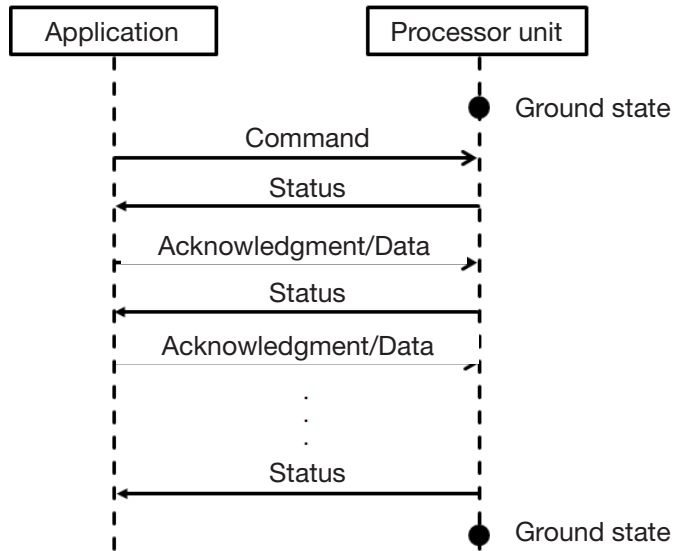 Application
Processor unit
Ground state
Command
Status
Acknowledgment/Data
Status
Acknowledgment/Data
.
.
.
Status
Ground state